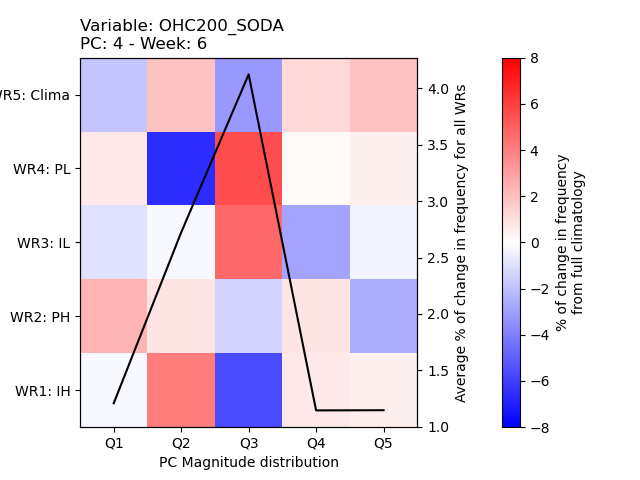 Variable: OHC200_SODA
PC: 4 - Week: 6
R5: Clima
WR4: PL
WR3: IL
WR2: PH
WR1: IH
Q1 Q2 Q3 Q4 Q5
PC Magnitude distribution
4.0
3.5
3.0
2.5
2.0
1.5
1.0
Average % of change in frequency for all WRs
8
6
4
2
0
−2
−4
−6
−8
% of change in frequency
from full climatology